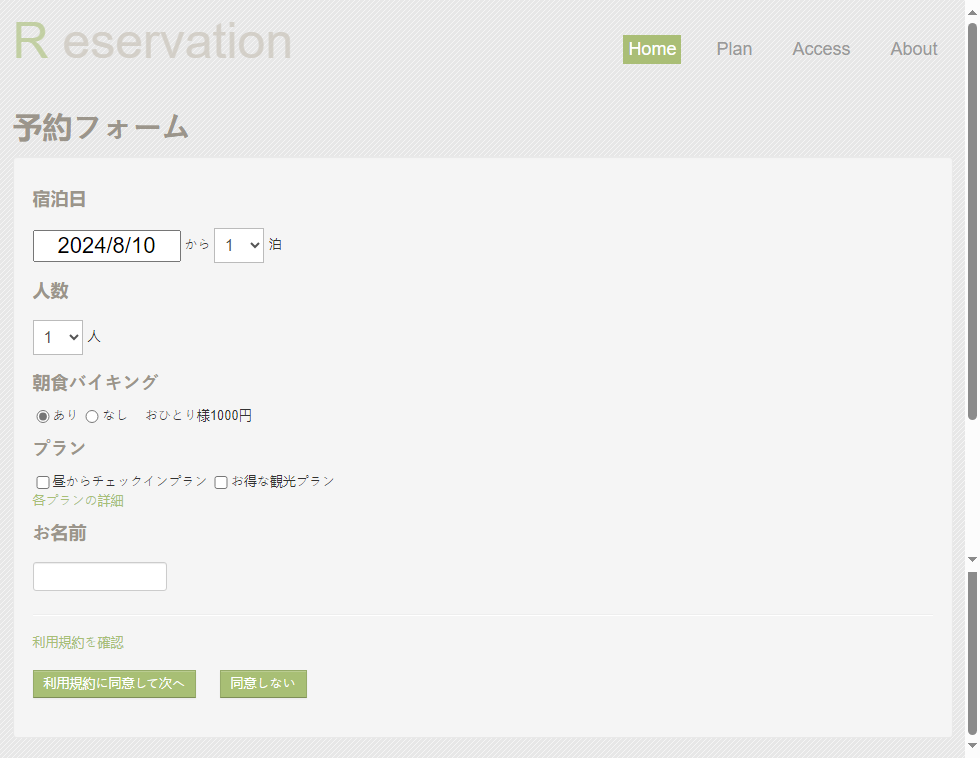 R eservation
Home Plan Access About
予約フォーム
宿泊日
2024/8/10 から 1 泊
人数
1 人
朝食バイキング
あり なし おひとり様1000円
プラン
昼からチェックインプラン お得な観光プラン
各プランの詳細
お名前
利用規約を確認
利用規約に同意して次へ 同意しない